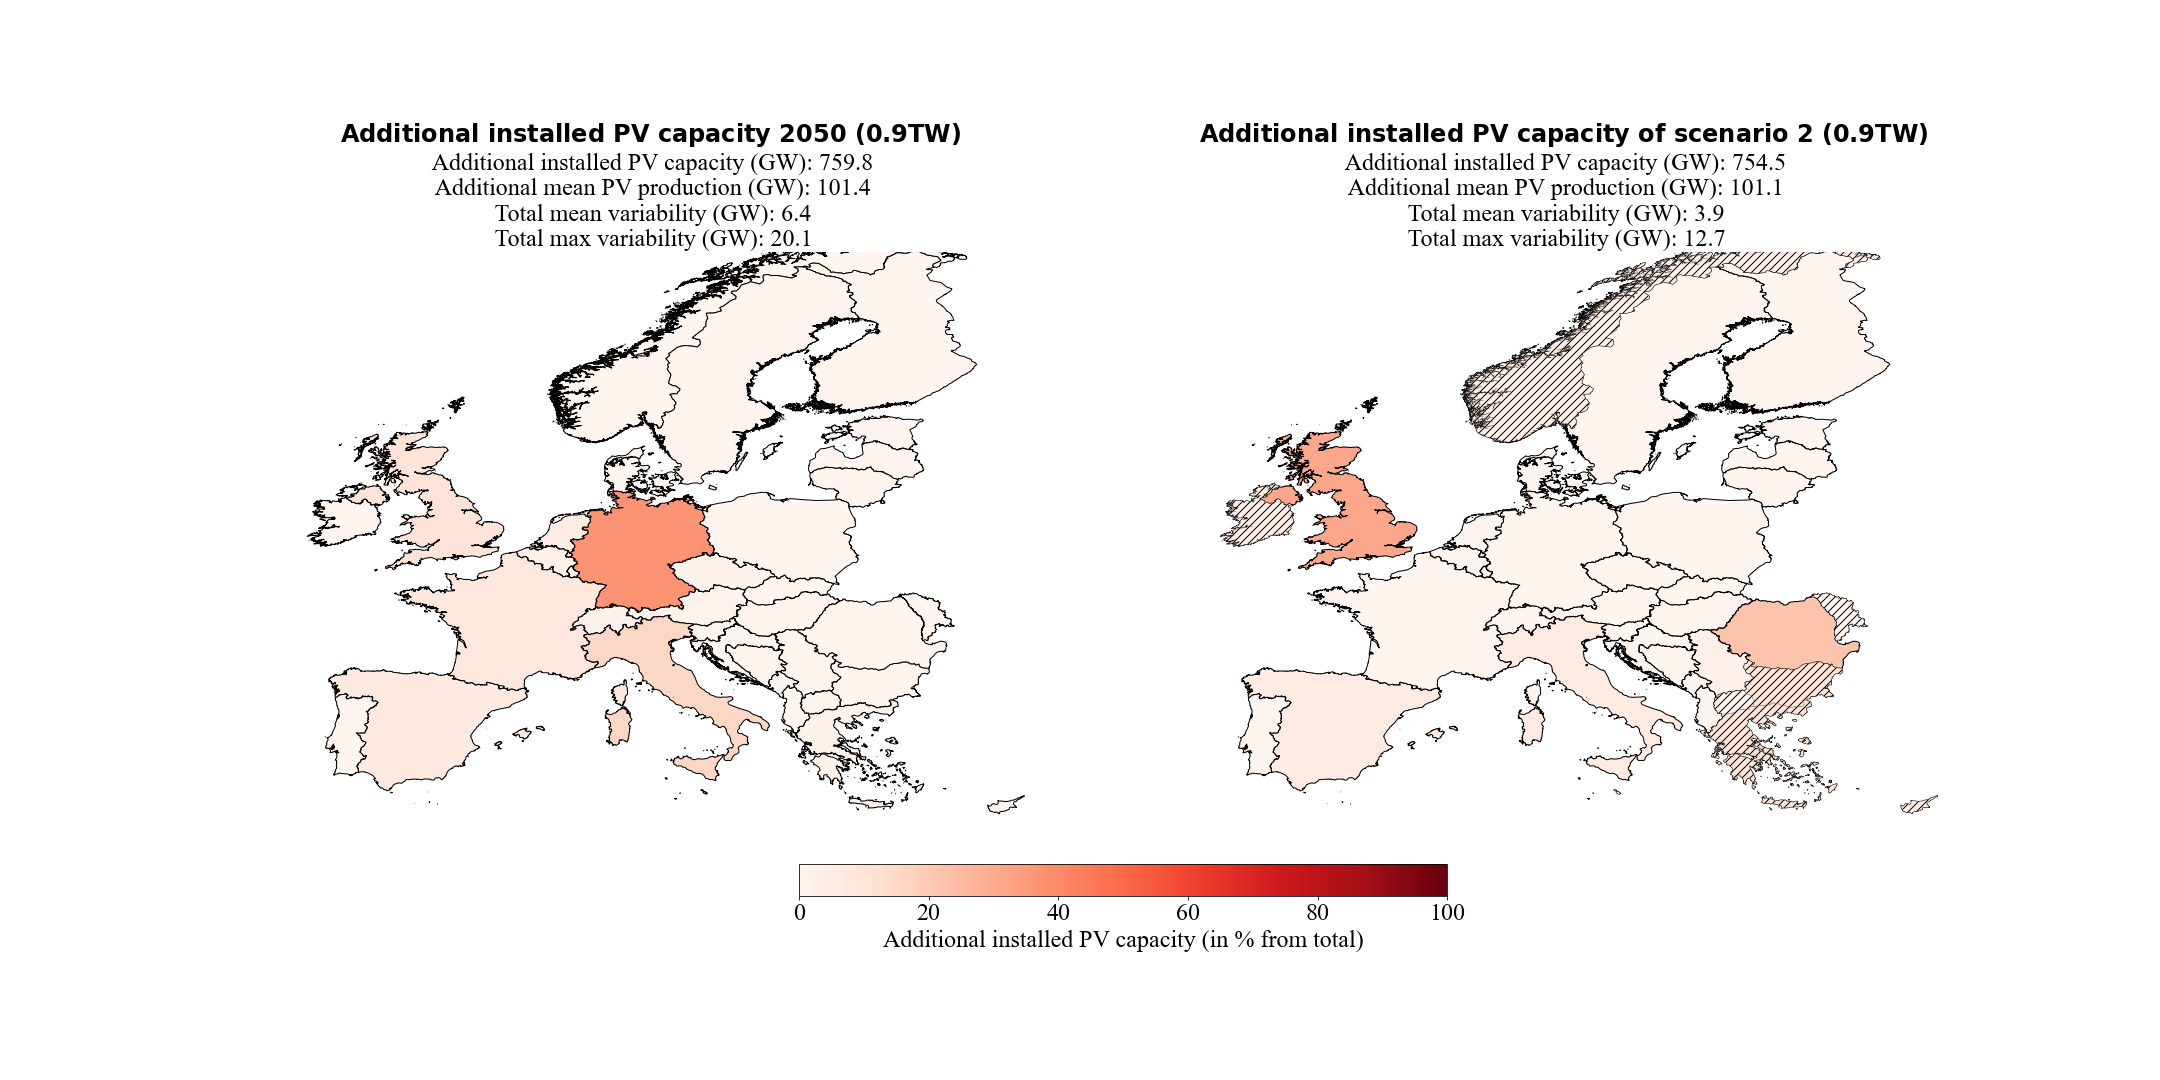 Additional installed PV capacity 2050 (0.9TW)
Additional installed PV capacity (GW): 759.8
Additional mean PV production (GW): 101.4
Total mean variability (GW): 6.4
Total max variability (GW): 20.1
Additional installed PV capacity of scenario 2 (0.9TW)
Additional installed PV capacity (GW): 754.5
Additional mean PV production (GW): 101.1
Total mean variability (GW): 3.9
Total max variability (GW): 12.7
0 20 40 60 80 100
Additional installed PV capacity (in % from total)